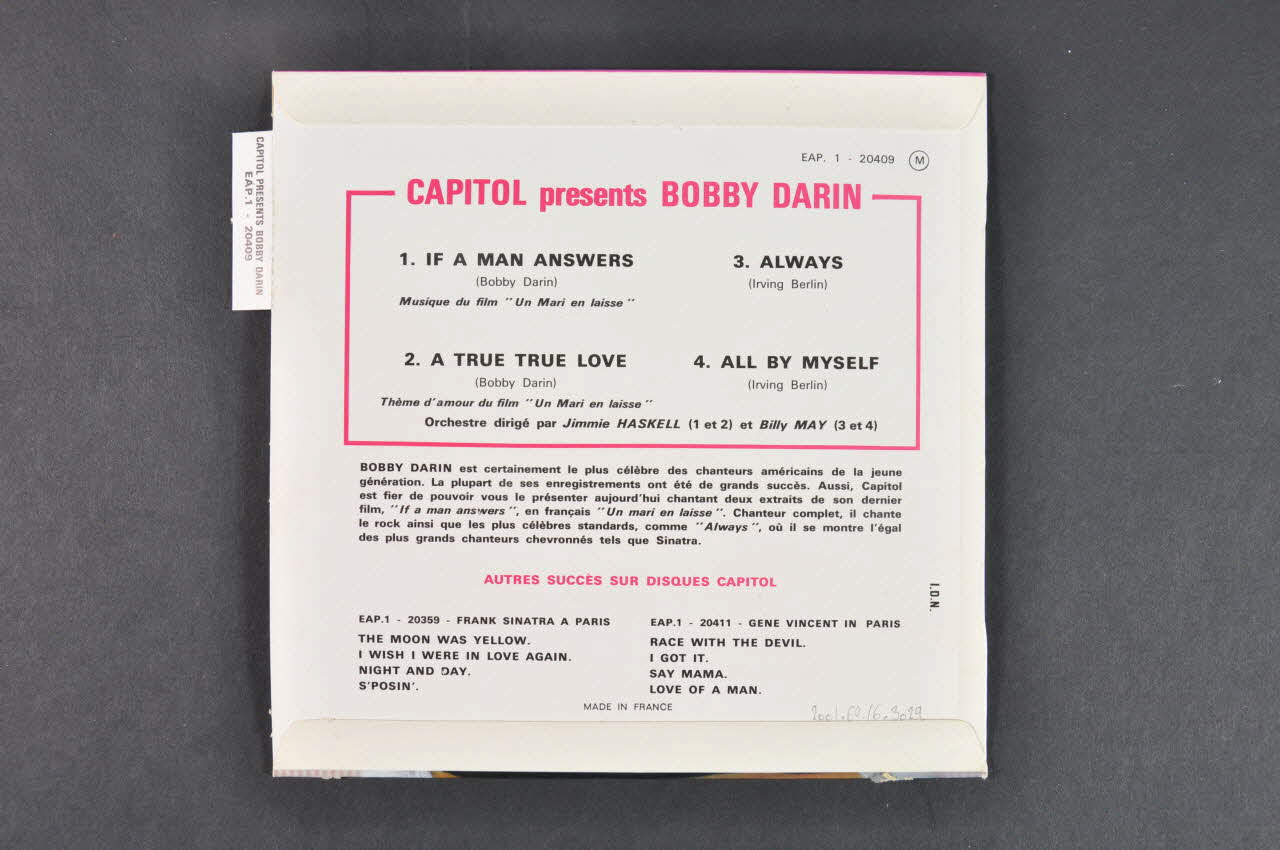 CAPITOL PRESENTS BOBBY DARIN
EAP.1 - 20409
EAP. 1 - 20409 M
CAPITOL presents BOBBY DARIN
1. IF A MAN ANSWERS
(Bobby Darin)
Musique du film "Un Mari en laisse"
2. A TRUE TRUE LOVE
(Bobby Darin)
Thème d'amour du film "Un Mari en laisse"
3. ALWAYS
(Irving Berlin)
4. ALL BY MYSELF
(Irving Berlin)
Orchestre dirigé par Jimmie HASKELL (1 et 2) et Billy MAY (3 et 4)
BOBBY DARIN est certainement le plus célèbre des chanteurs américains de la jeune
génération. La plupart de ses enregistrements ont été de grands succès. Aussi, Capitol
est fier de pouvoir vous le présenter aujourd'hui chantant deux extraits de son dernier
film, "If a man answers", en français "Un mari en laisse". Chanteur complet, il chante
le rock ainsi que les plus célèbres standards, comme "Always", où il se montre l'égal
des plus grands chanteurs chevronnés tels que Sinatra.
AUTRES SUCCÈS SUR DISQUES CAPITOL
EAP.1 - 20359 - FRANK SINATRA A PARIS
THE MOON WAS YELLOW.
I WISH I WERE IN LOVE AGAIN.
NIGHT AND DAY.
S'POSIN'.
EAP.1 - 20411 - GENE VINCENT IN PARIS
RACE WITH THE DEVIL.
I GOT IT.
SAY MAMA.
LOVE OF A MAN.
I.D.N.
MADE IN FRANCE